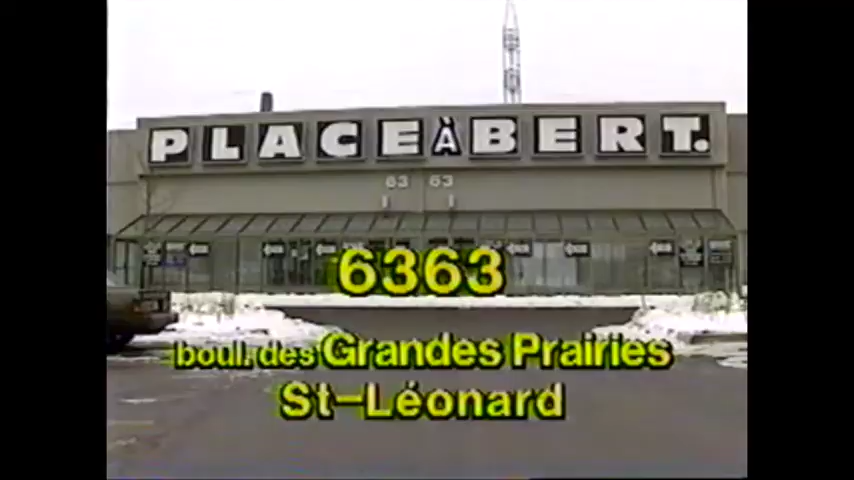 PLACE À BERT.
63 63
6363
boul. des Grandes Prairies
St-Léonard